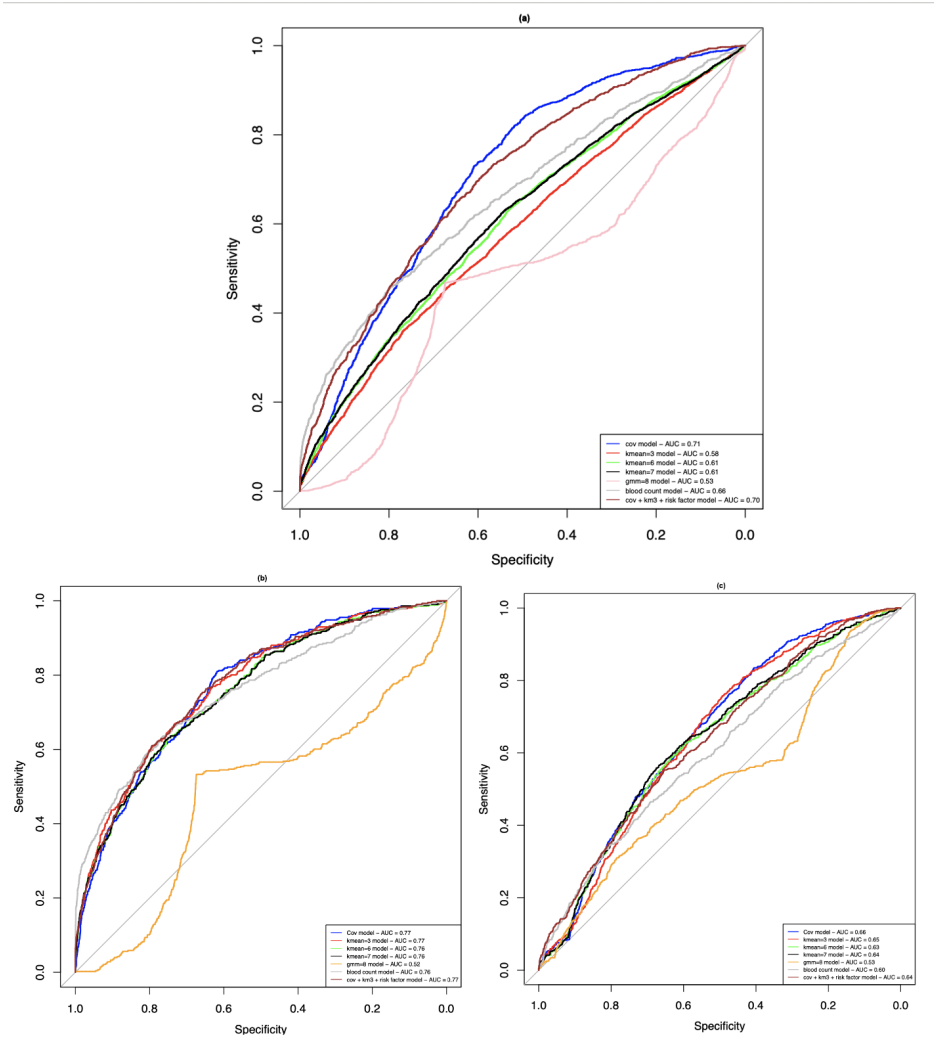 (a)
1.0
0.8
0.6
0.4
0.2
0.0
Sensitivity
cov model – AUC = 0.71
kmean=3 model – AUC = 0.58
kmean=6 model – AUC = 0.61
kmean=7 model – AUC = 0.61
gmm=8 model – AUC = 0.53
blood count model – AUC = 0.66
cov + km3 + risk factor model – AUC = 0.70
1.0 0.8 0.6 0.4 0.2 0.0
Specificity
(b)
1.0
0.8
0.6
0.4
0.2
0.0
Sensitivity
Cov model – AUC = 0.77
kmean=3 model – AUC = 0.77
kmean=6 model – AUC = 0.76
kmean=7 model – AUC = 0.76
gmm=8 model – AUC = 0.52
blood count model – AUC = 0.76
cov + km3 + risk factor model – AUC = 0.77
1.0 0.8 0.6 0.4 0.2 0.0
Specificity
(c)
1.0
0.8
0.6
0.4
0.2
0.0
Sensitivity
Cov model – AUC = 0.66
kmean=3 model – AUC = 0.65
kmean=6 model – AUC = 0.63
kmean=7 model – AUC = 0.64
gmm=8 model – AUC = 0.53
blood count model – AUC = 0.60
cov + km3 + risk factor model – AUC = 0.64
1.0 0.8 0.6 0.4 0.2 0.0
Specificity